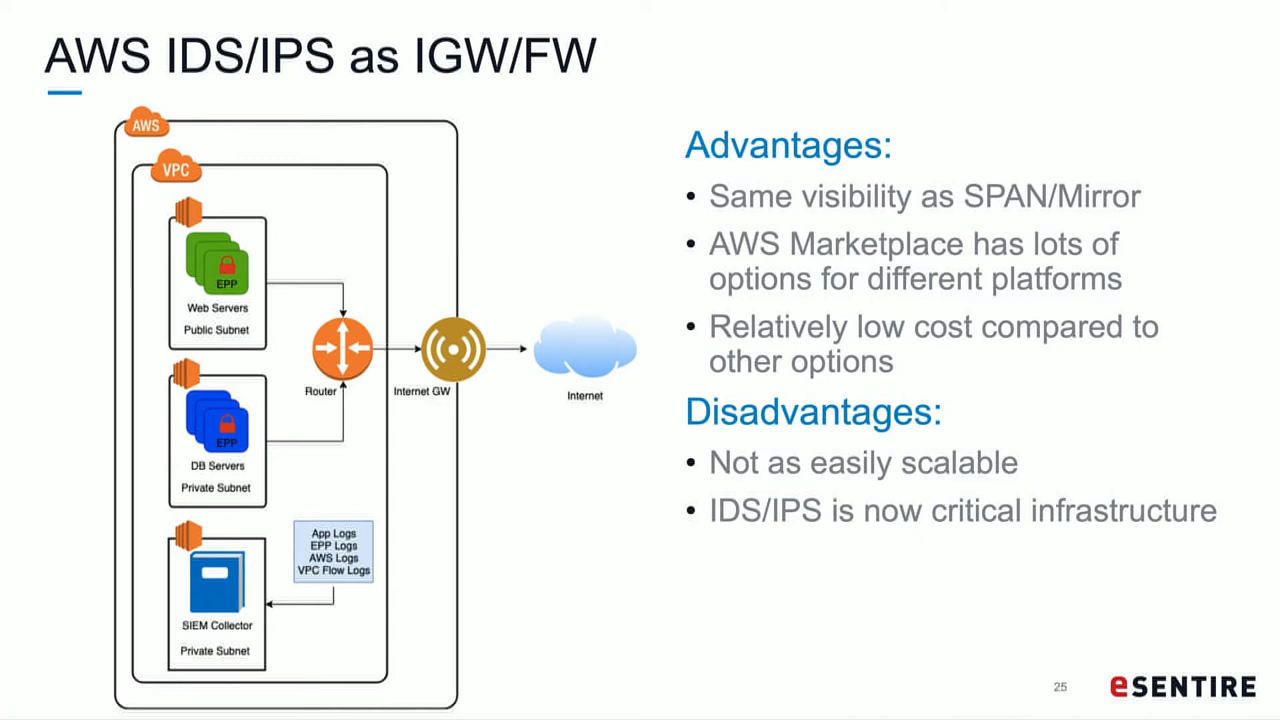 AWS IDS/IPS as IGW/FW
AWS
VPC
EPP
Web Servers
Public Subnet
EPP
DB Servers
Private Subnet
SIEM Collector
Private Subnet
App Logs
EPP Logs
AWS Logs
VPC Flow Logs
Router
Internet GW
Internet
Advantages:
• Same visibility as SPAN/Mirror
• AWS Marketplace has lots of
options for different platforms
• Relatively low cost compared to
other options
Disadvantages:
• Not as easily scalable
• IDS/IPS is now critical infrastructure
25
eSENTIRE